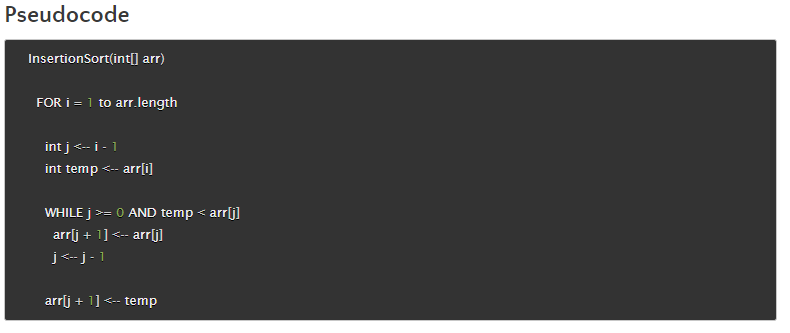 Pseudocode
InsertionSort(int[] arr)
FOR i = 1 to arr.length
int j <-- i - 1
int temp <-- arr[i]
WHILE j >= 0 AND temp < arr[j]
arr[j + 1] <-- arr[j]
j <-- j - 1
arr[j + 1] <-- temp